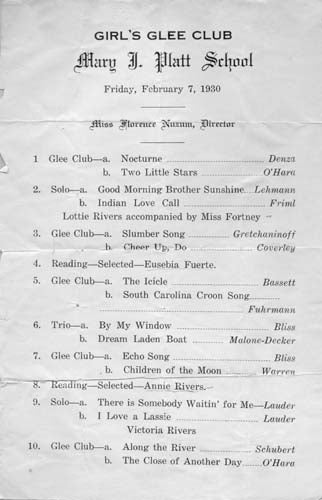 GIRL'S GLEE CLUB
Mary J. Platt School
Friday, February 7, 1930
Miss Florence Nuzum, Director
1 Glee Club—a. Nocturne Denza
b. Two Little Stars O'Hara
2. Solo—a. Good Morning Brother Sunshine Lehmann
b. Indian Love Call Friml
Lottie Rivers accompanied by Miss Fortney
3. Glee Club—a. Slumber Song Gretchaninoff
b. Cheer Up, Do Coverley
4. Reading—Selected—Eusebia Fuerte.
5. Glee Club—a. The Icicle Bassett
b. South Carolina Croon Song
Fuhrmann
6. Trio—a. By My Window Bliss
b. Dream Laden Boat Malone-Decker
7. Glee Club—a. Echo Song Bliss
b. Children of the Moon Warren
8. Reading—Selected—Annie Rivers.
9. Solo—a. There is Somebody Waitin' for Me—Lauder
b. I Love a Lassie Lauder
Victoria Rivers
10. Glee Club—a. Along the River Schubert
b. The Close of Another Day O'Hara